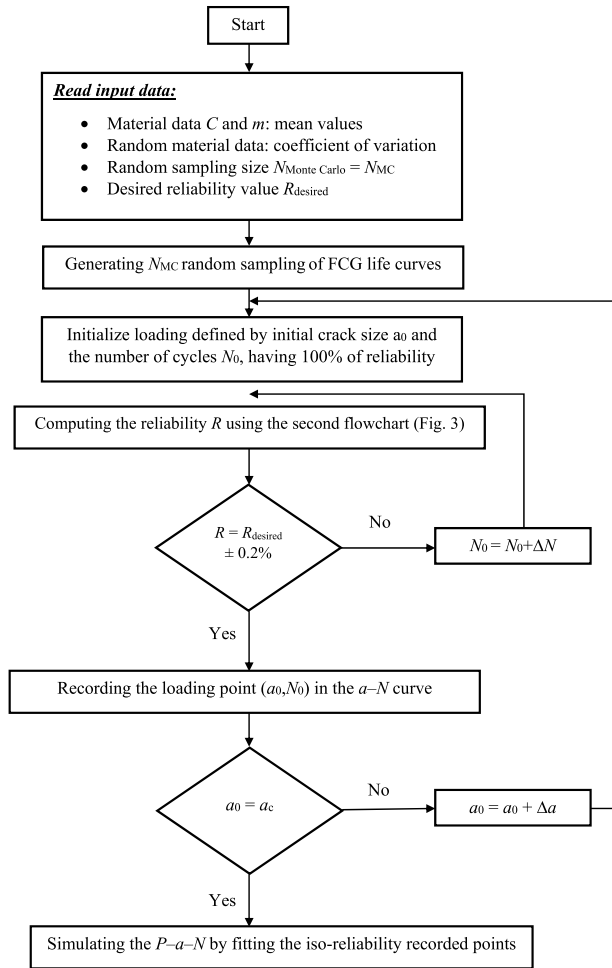 Start
Read input data:
• Material data C and m: mean values
• Random material data: coefficient of variation
• Random sampling size NMonte Carlo = NMC
• Desired reliability value Rdesired
Generating NMC random sampling of FCG life curves
Initialize loading defined by initial crack size a0 and
the number of cycles N0, having 100% of reliability
Computing the reliability R using the second flowchart (Fig. 3)
R = Rdesired
± 0.2%
No
N0 = N0+ΔN
Yes
Recording the loading point (a0,N0) in the a–N curve
a0 = ac
No
a0 = a0 + Δa
Yes
Simulating the P–a–N by fitting the iso-reliability recorded points